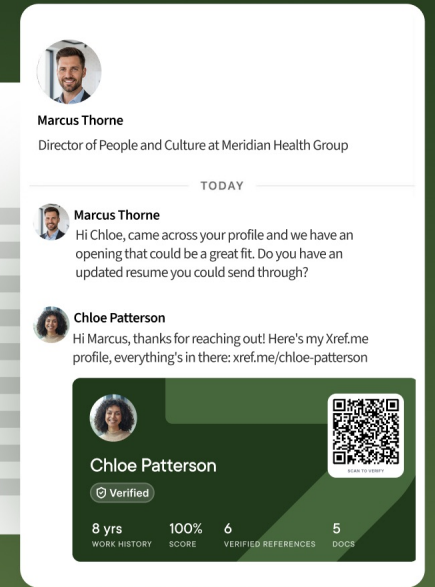 Marcus Thorne
Director of People and Culture at Meridian Health Group
TODAY
Marcus Thorne
Hi Chloe, came across your profile and we have an
opening that could be a great fit. Do you have an
updated resume you could send through?
Chloe Patterson
Hi Marcus, thanks for reaching out! Here's my Xref.me
profile, everything's in there: xref.me/chloe-patterson
SCAN TO VERIFY
Chloe Patterson
Verified
8 yrs 100% 6 5
WORK HISTORY SCORE VERIFIED REFERENCES DOCS